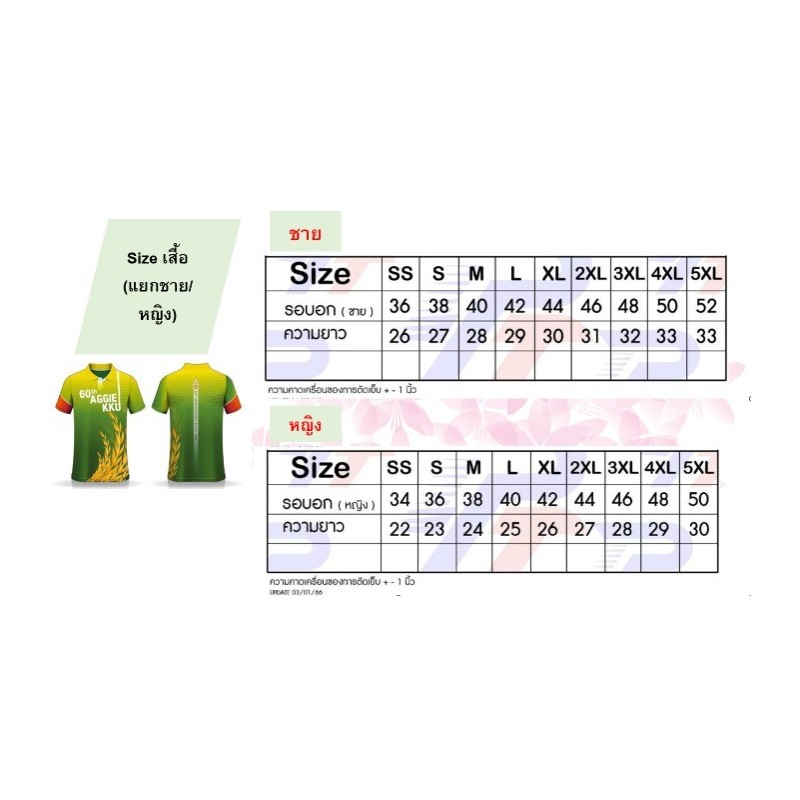 Size เสื้อ
(แยกชาย/
หญิง)
60th
AGGIE
KKU
ชาย
Size SS S M L XL 2XL 3XL 4XL 5XL
รอบอก ( ชาย ) 36 38 40 42 44 46 48 50 52
ความยาว 26 27 28 29 30 31 32 33 33
ความคาดเคลื่อนของการตัดเย็บ + - 1 นิ้ว
หญิง
Size SS S M L XL 2XL 3XL 4XL 5XL
รอบอก ( หญิง ) 34 36 38 40 42 44 46 48 50
ความยาว 22 23 24 25 26 27 28 29 30
ความคาดเคลื่อนของการตัดเย็บ + - 1 นิ้ว
UPDATE 03/01/66